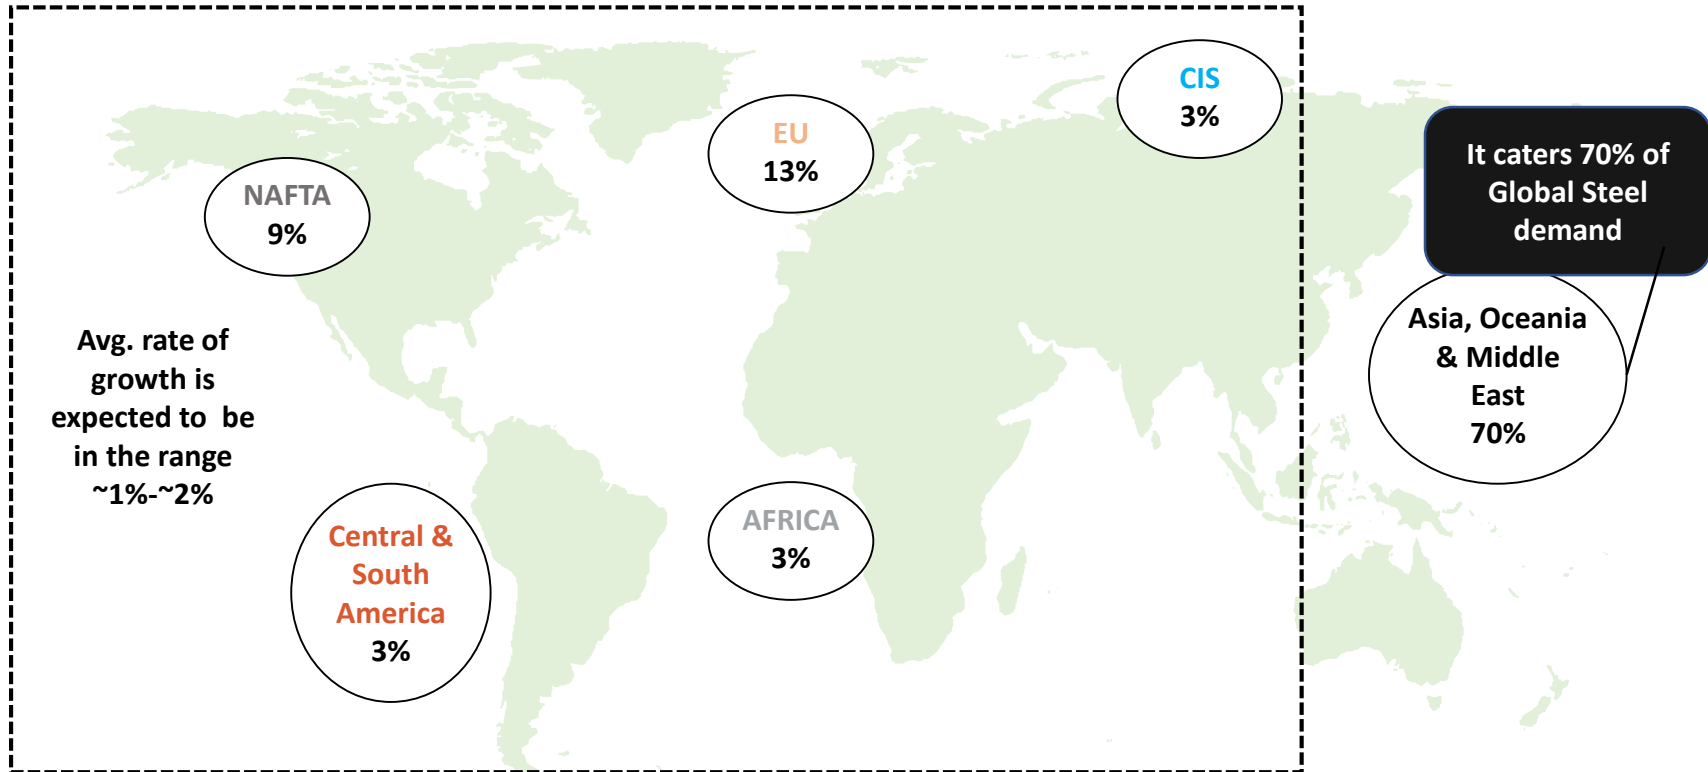 CIS
3%
EU
13%
It caters 70% of
Global Steel
demand
NAFTA
9%
Asia, Oceania
& Middle
East
70%
Avg. rate of
growth is
expected to  be
in the range
~1%-~2%
AFRICA
3%
Central &
South
America
3%